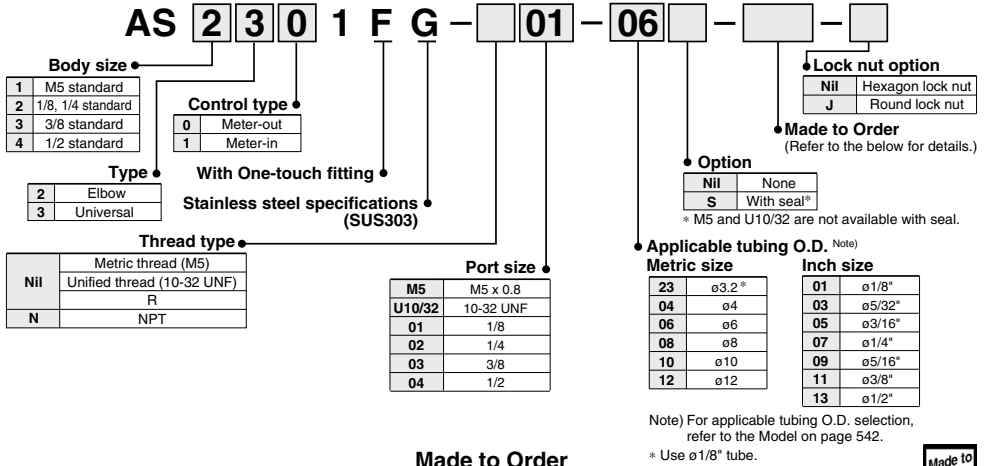 AS 2 3 0 1 F G – 01 – 06 – –
Body size
1 M5 standard
2 1/8, 1/4 standard
3 3/8 standard
4 1/2 standard
Type
2 Elbow
3 Universal
Control type
0 Meter-out
1 Meter-in
With One-touch fitting
Stainless steel specifications
(SUS303)
Thread type
Nil Metric thread (M5)
Unified thread (10-32 UNF)
R
N NPT
Port size
M5 M5 x 0.8
U10/32 10-32 UNF
01 1/8
02 1/4
03 3/8
04 1/2
Lock nut option
Nil Hexagon lock nut
J Round lock nut
Made to Order
(Refer to the below for details.)
Option
Nil None
S With seal*
* M5 and U10/32 are not available with seal.
Applicable tubing O.D. Note)
Metric size
23 ø3.2*
04 ø4
06 ø6
08 ø8
10 ø10
12 ø12
Inch size
01 ø1/8"
03 ø5/32"
05 ø3/16"
07 ø1/4"
09 ø5/16"
11 ø3/8"
13 ø1/2"
Note) For applicable tubing O.D. selection,
refer to the Model on page 542.
* Use ø1/8" tube.
Made to Order
Made to